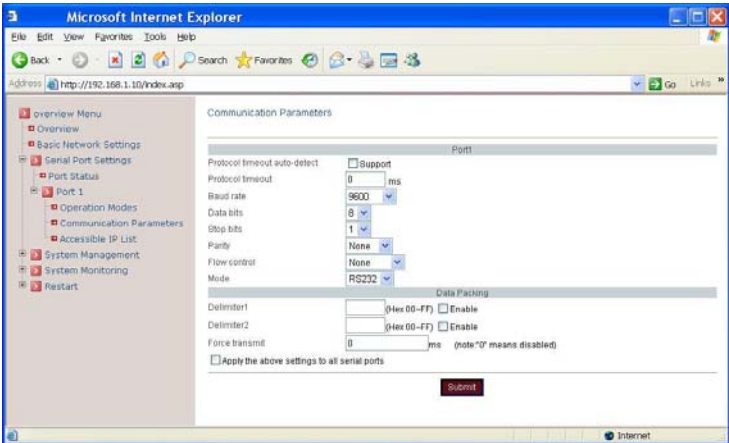 Microsoft Internet Explorer
File Edit View Favorites Tools Help
Back Search Favorites
Address http://192.168.1.10/index.asp Go Links »
overview Menu
Overview
Basic Network Settings
Serial Port Settings
Port Status
Port 1
Operation Modes
Communication Parameters
Accessible IP List
System Management
System Monitoring
Restart
Communication Parameters
Port1
Protocol timeout auto-detect Support
Protocol timeout 0 ms
Baud rate 9600
Data bits 8
Stop bits 1
Parity None
Flow control None
Mode RS232
Data Packing
Delimiter1 (Hex 00~FF) Enable
Delimiter2 (Hex 00~FF) Enable
Force transmit 0 ms (note:"0" means disabled)
Apply the above settings to all serial ports
Submit
Internet